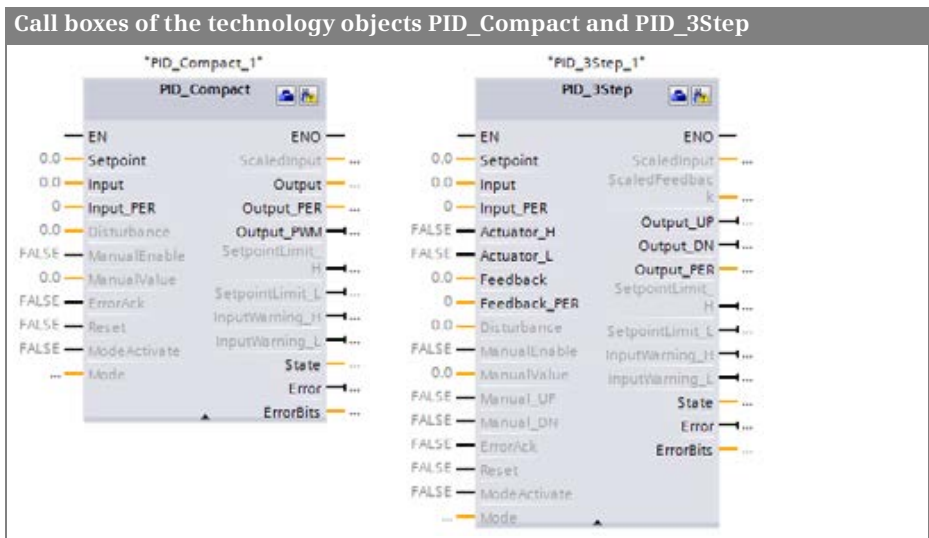 Call boxes of the technology objects PID_Compact and PID_3Step
"PID_Compact_1"
PID_Compact
EN ENO
0.0 Setpoint ScaledInput ...
0.0 Input Output ...
0 Input_PER Output_PER ...
0.0 Disturbance Output_PWM ...
FALSE ManualEnable SetpointLimit_
H ...
0.0 ManualValue
FALSE ErrorAck SetpointLimit_L ...
FALSE Reset InputWarning_H ...
FALSE ModeActivate InputWarning_L ...
... Mode State ...
Error ...
ErrorBits ...
"PID_3Step_1"
PID_3Step
EN ENO
0.0 Setpoint ScaledInput ...
0.0 Input ScaledFeedbac
k ...
0 Input_PER
FALSE Actuator_H Output_UP ...
FALSE Actuator_L Output_DN ...
0.0 Feedback Output_PER ...
0 Feedback_PER SetpointLimit_
H ...
0.0 Disturbance SetpointLimit_L ...
FALSE ManualEnable InputWarning_H ...
0.0 ManualValue InputWarning_L ...
FALSE Manual_UP State ...
FALSE Manual_DN Error ...
FALSE ErrorAck ErrorBits ...
FALSE Reset
FALSE ModeActivate
... Mode